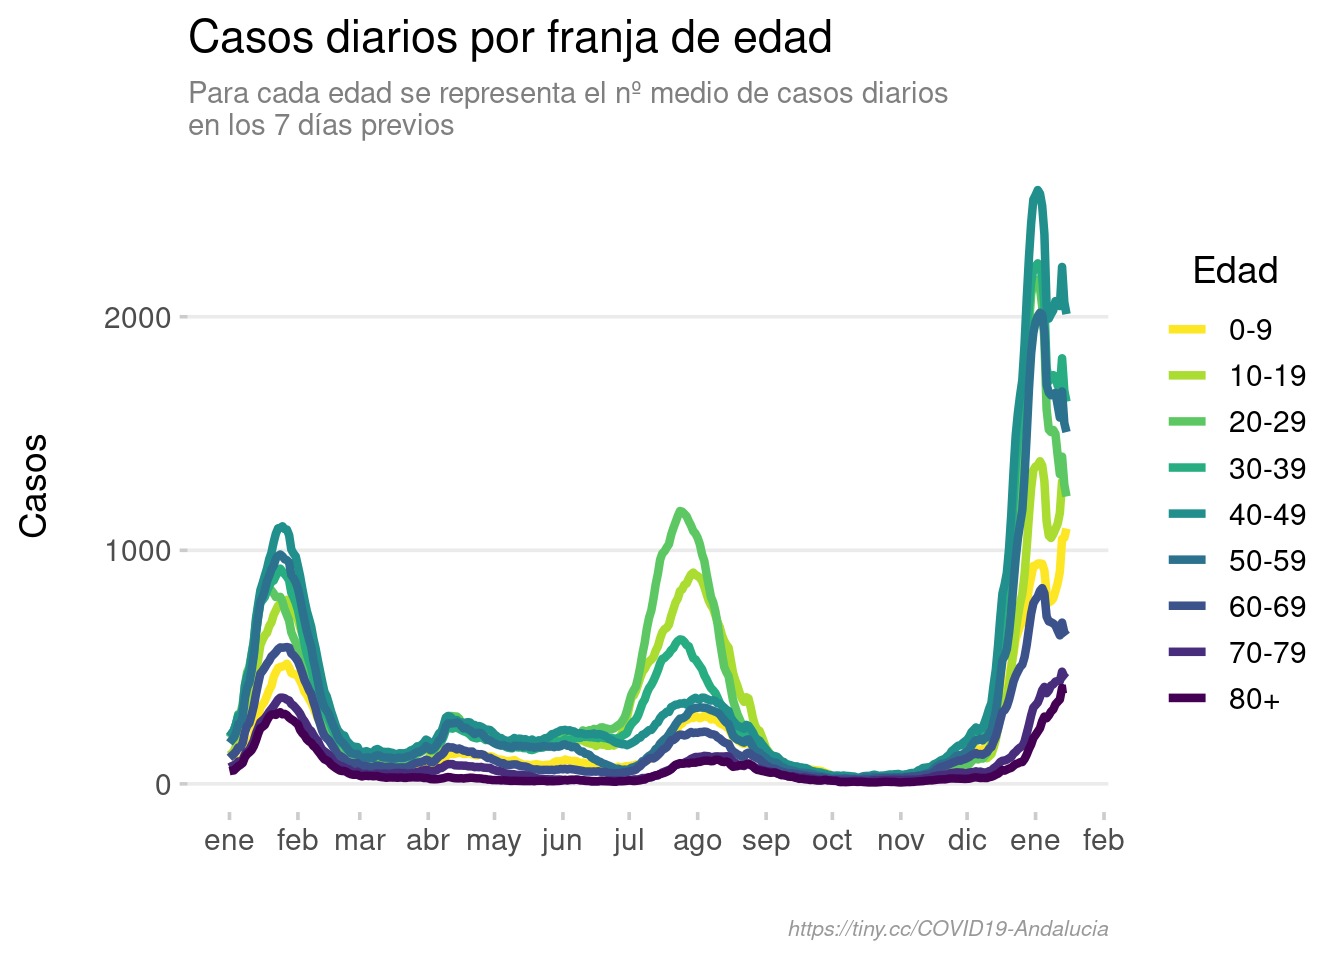 Casos diarios por franja de edad
Para cada edad se representa el nº medio de casos diarios
en los 7 días previos
Casos
2000
1000
0
ene feb mar abr may jun jul ago sep oct nov dic ene feb
Edad
0-9
10-19
20-29
30-39
40-49
50-59
60-69
70-79
80+
https://tiny.cc/COVID19-Andalucia